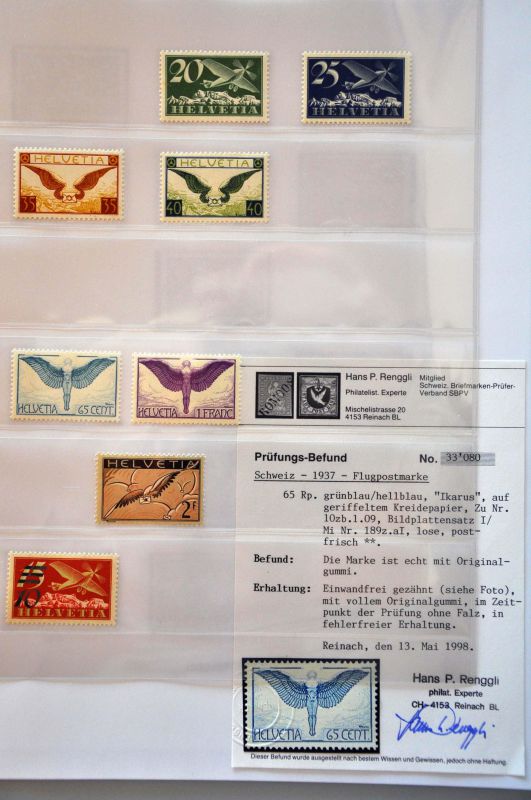 20
HELVETIA
25
HELVETIA
HELVETIA
35 35
HELVETIA
40 40
HELVETIA 65 CENT.
HELVETIA 1 FRANC
HELVETIA
2F
10
HELVETIA
Hans P. Renggli
Philatelist. Experte
Mischelistrasse 20
4153 Reinach BL
Mitglied
Schweiz. Briefmarken-Prüfer-
Verband SBPV
Prüfungs-Befund No. 33'080
Schweiz - 1937 - Flugpostmarke
65 Rp. grünblau/hellblau, "Ikarus", auf
geriffeltem Kreidepapier, Zu Nr.
10zb.1.09, Bildplattensatz I/
Mi Nr. 189z.aI, lose, post-
frisch **.
Befund: Die Marke ist echt mit Original-
gummi.
Erhaltung: Einwandfrei gezähnt (siehe Foto),
mit vollem Originalgummi, im Zeit-
punkt der Prüfung ohne Falz, in
fehlerfreier Erhaltung.
Reinach, den 13. Mai 1998.
HELVETIA 65 CENT.
Hans P. Renggli
philat. Experte
CH-4153 Reinach BL
Dieser Befund wurde ausgestellt nach bestem Wissen und Gewissen, jedoch ohne Haftung.